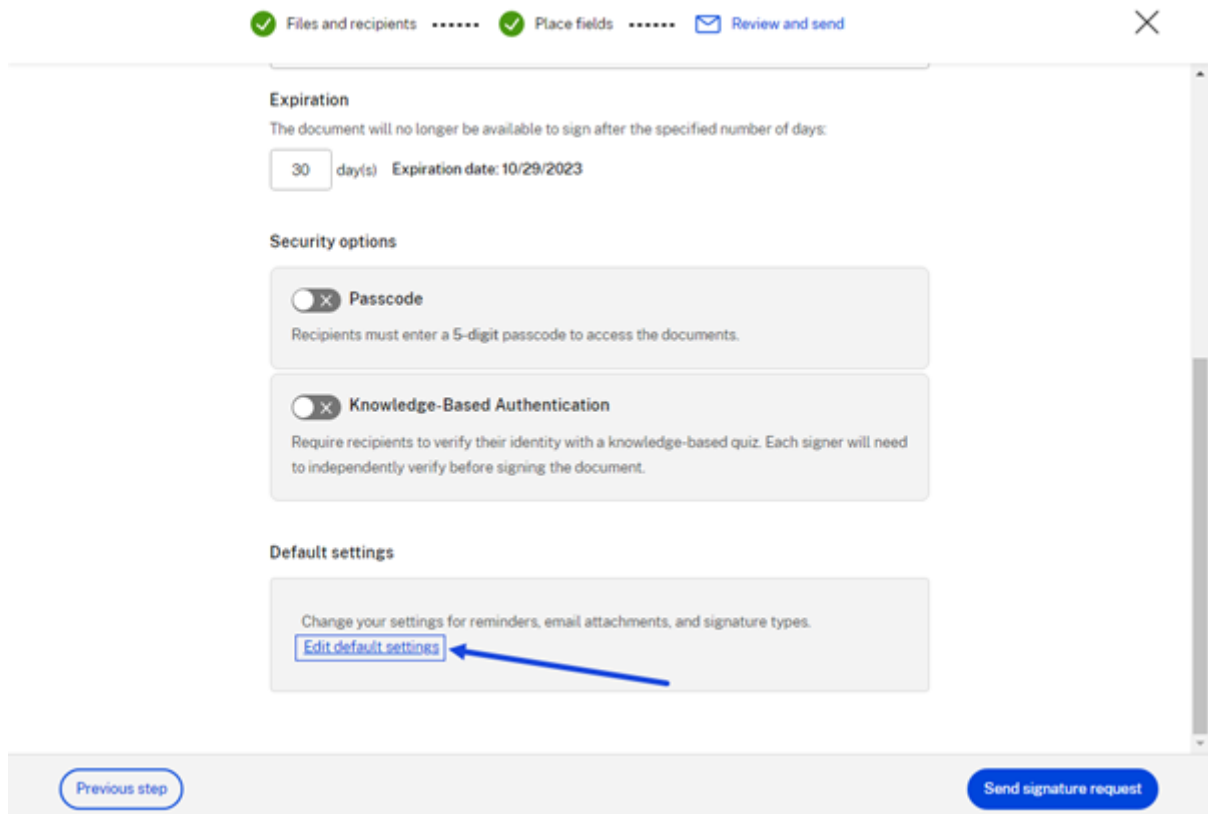 Files and recipients Place fields Review and send
Expiration
The document will no longer be available to sign after the specified number of days:
30 day(s) Expiration date: 10/29/2023
Security options
Passcode
Recipients must enter a 5-digit passcode to access the documents.
Knowledge-Based Authentication
Require recipients to verify their identity with a knowledge-based quiz. Each signer will need
to independently verify before signing the document.
Default settings
Change your settings for reminders, email attachments, and signature types.
Edit default settings
Previous step Send signature request